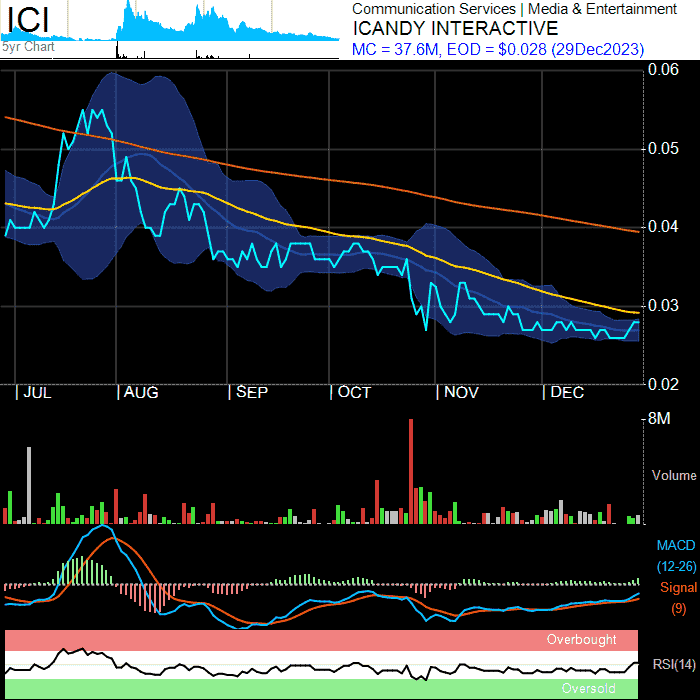 ICI
5yr Chart
Communication Services | Media & Entertainment
ICANDY INTERACTIVE
MC = 37.6M, EOD = $0.028 (29Dec2023)
0.06
0.05
0.04
0.03
0.02
JUL AUG SEP OCT NOV DEC
8M
Volume
MACD
(12-26)
Signal
(9)
Overbought
RSI(14)
Oversold